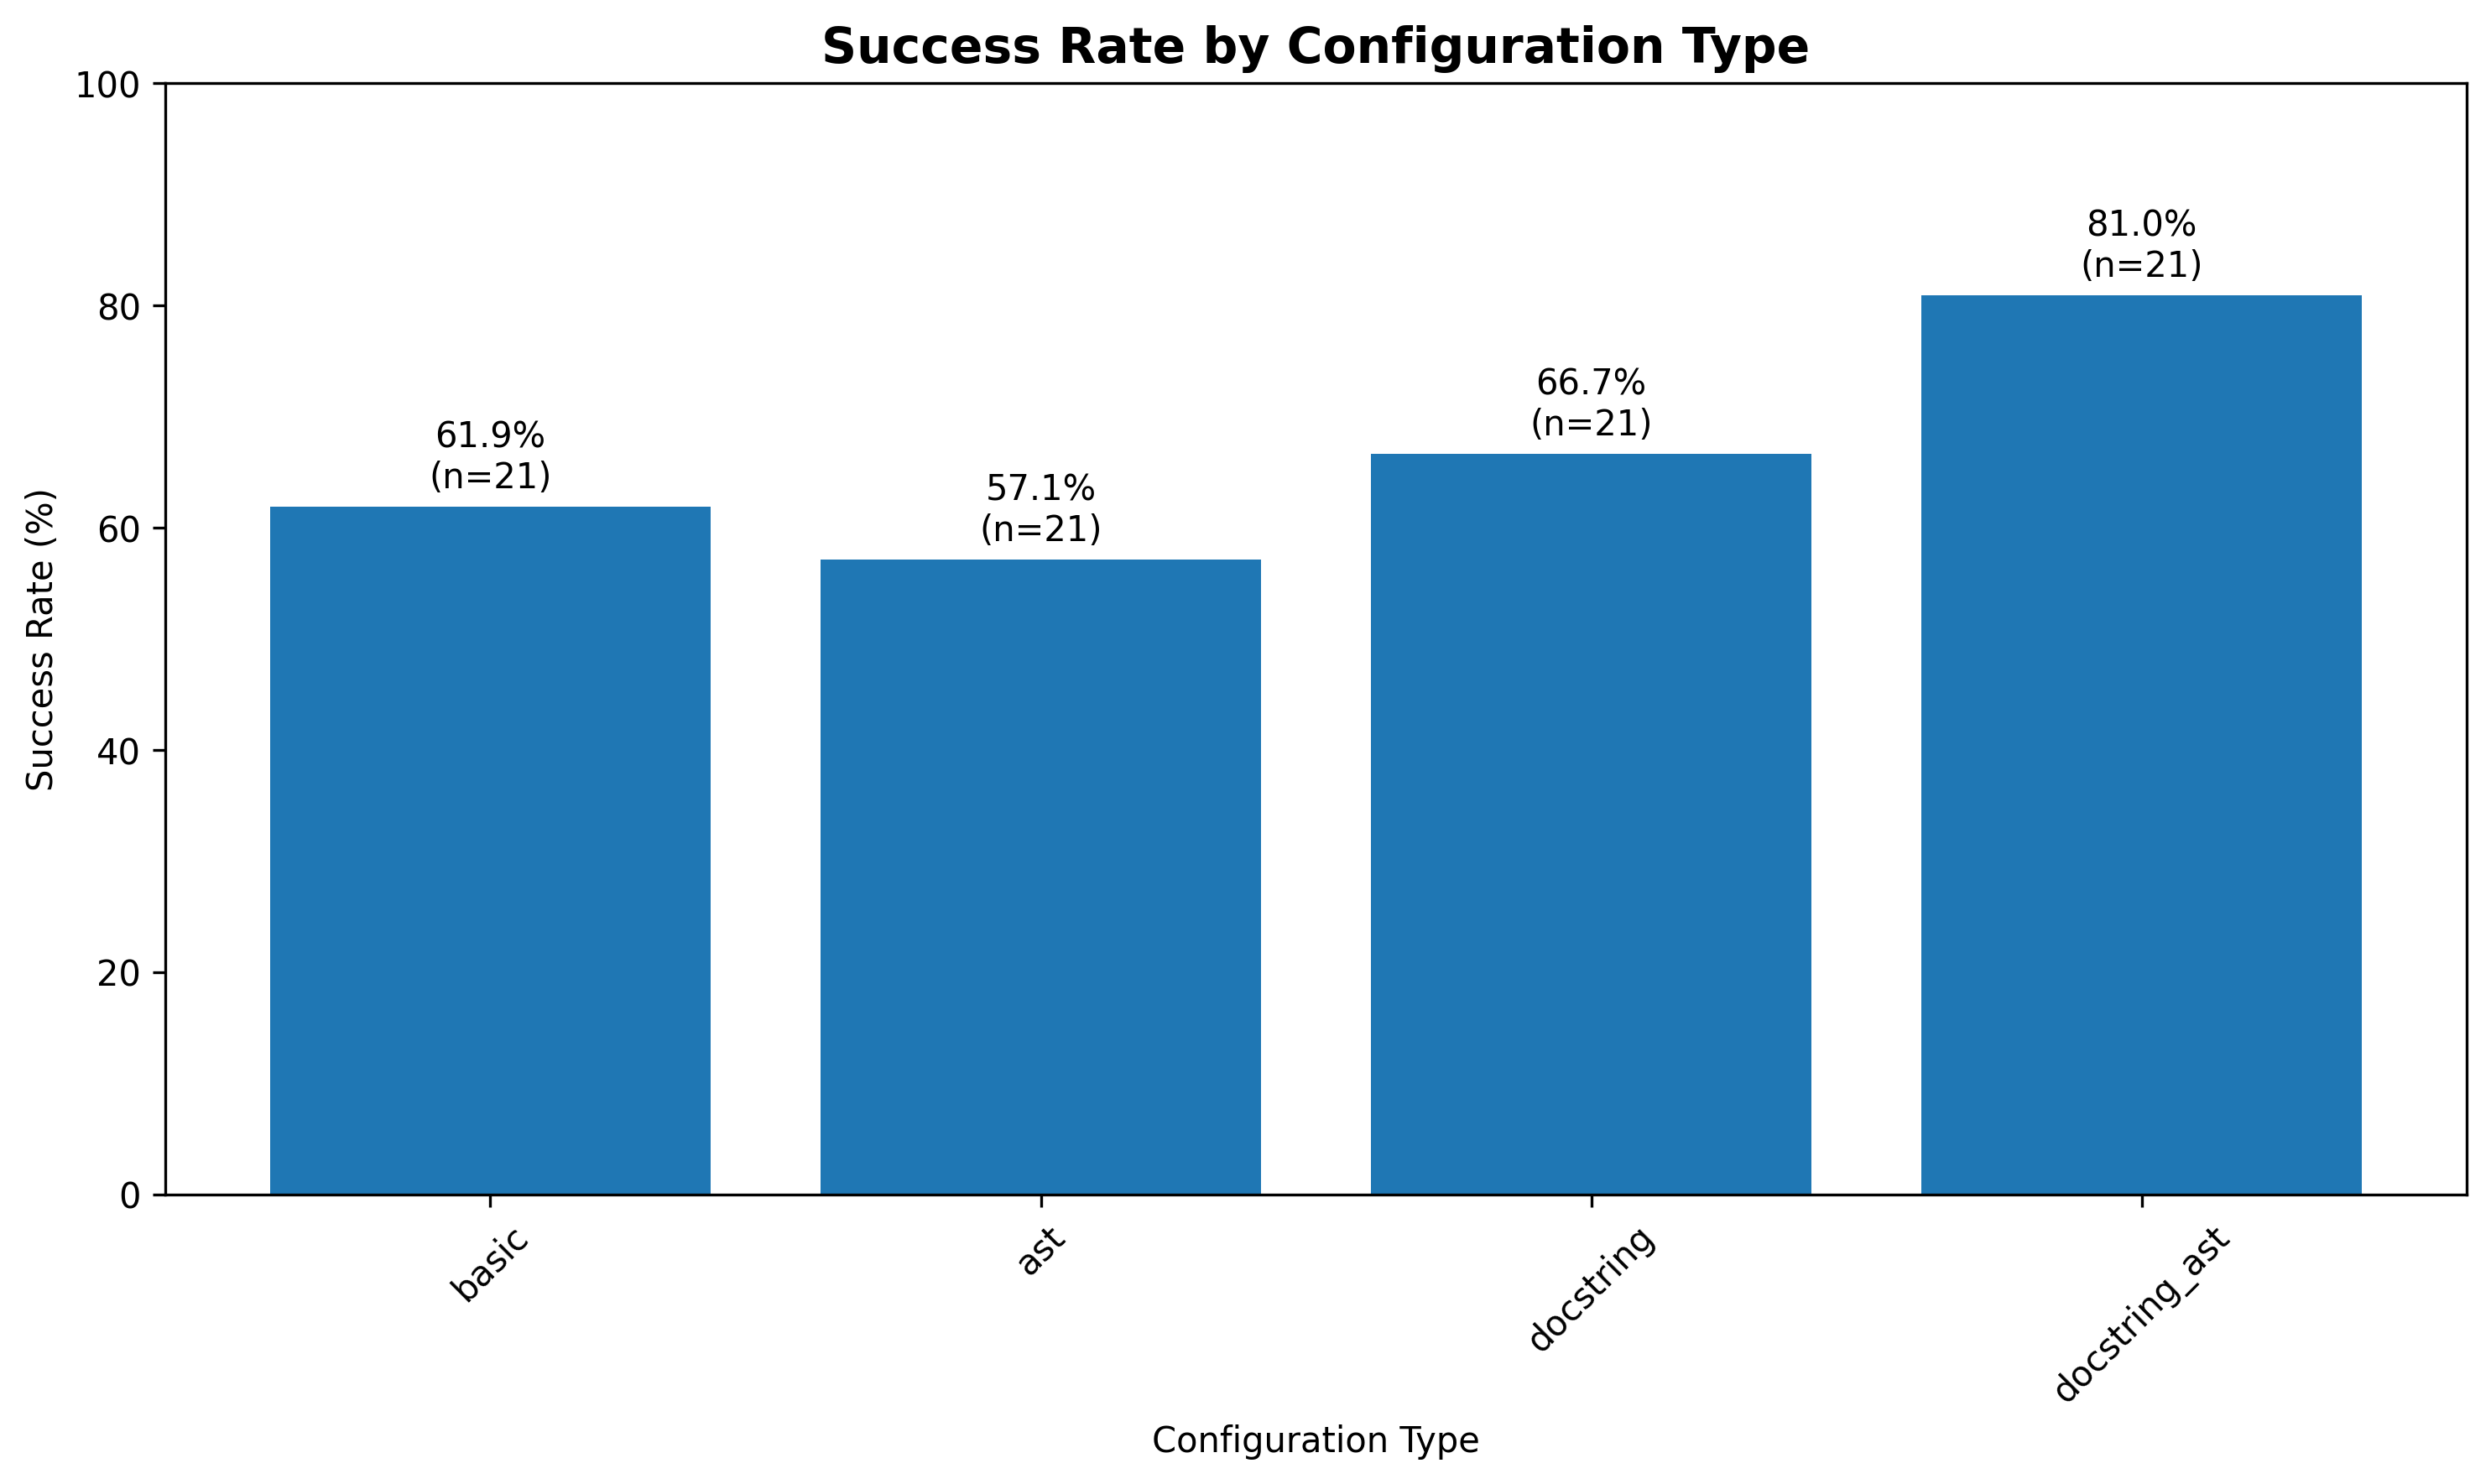 Success Rate by Configuration Type
100
80
60
40
20
0
Success Rate (%)
61.9%
(n=21)
57.1%
(n=21)
66.7%
(n=21)
81.0%
(n=21)
basic
ast
docstring
docstring_ast
Configuration Type